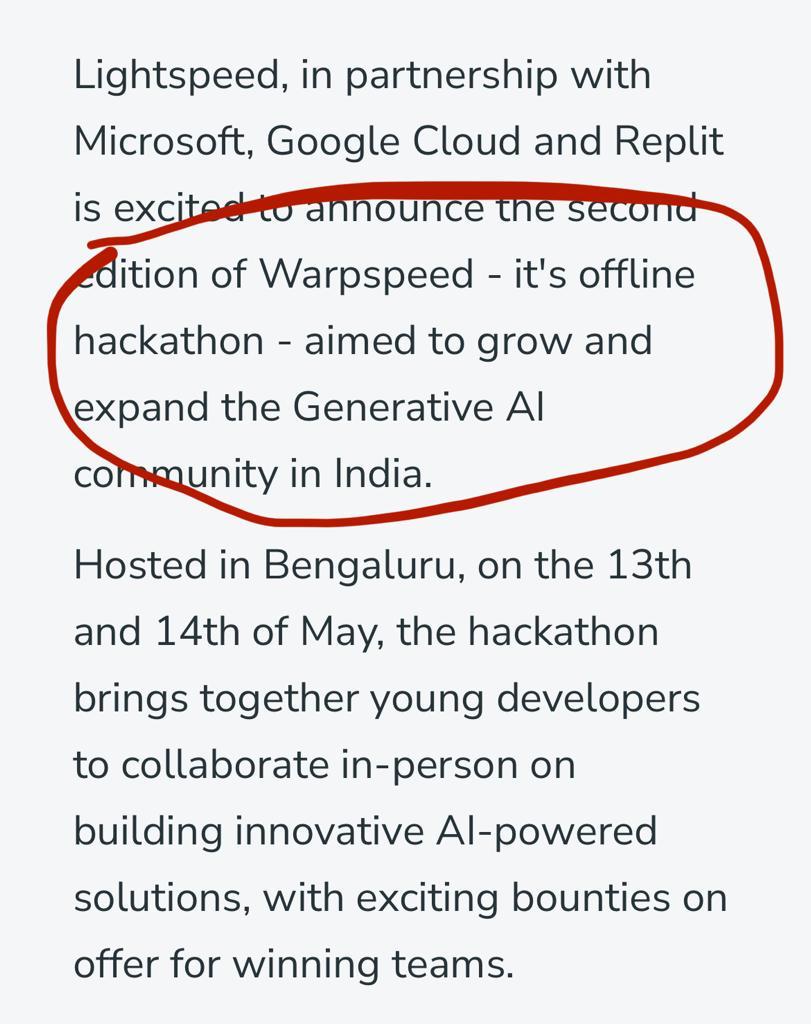 Lightspeed, in partnership with
Microsoft, Google Cloud and Replit
is excited to announce the second
edition of Warpspeed - it's offline
hackathon - aimed to grow and
expand the Generative AI
community in India.
Hosted in Bengaluru, on the 13th
and 14th of May, the hackathon
brings together young developers
to collaborate in-person on
building innovative AI-powered
solutions, with exciting bounties on
offer for winning teams.